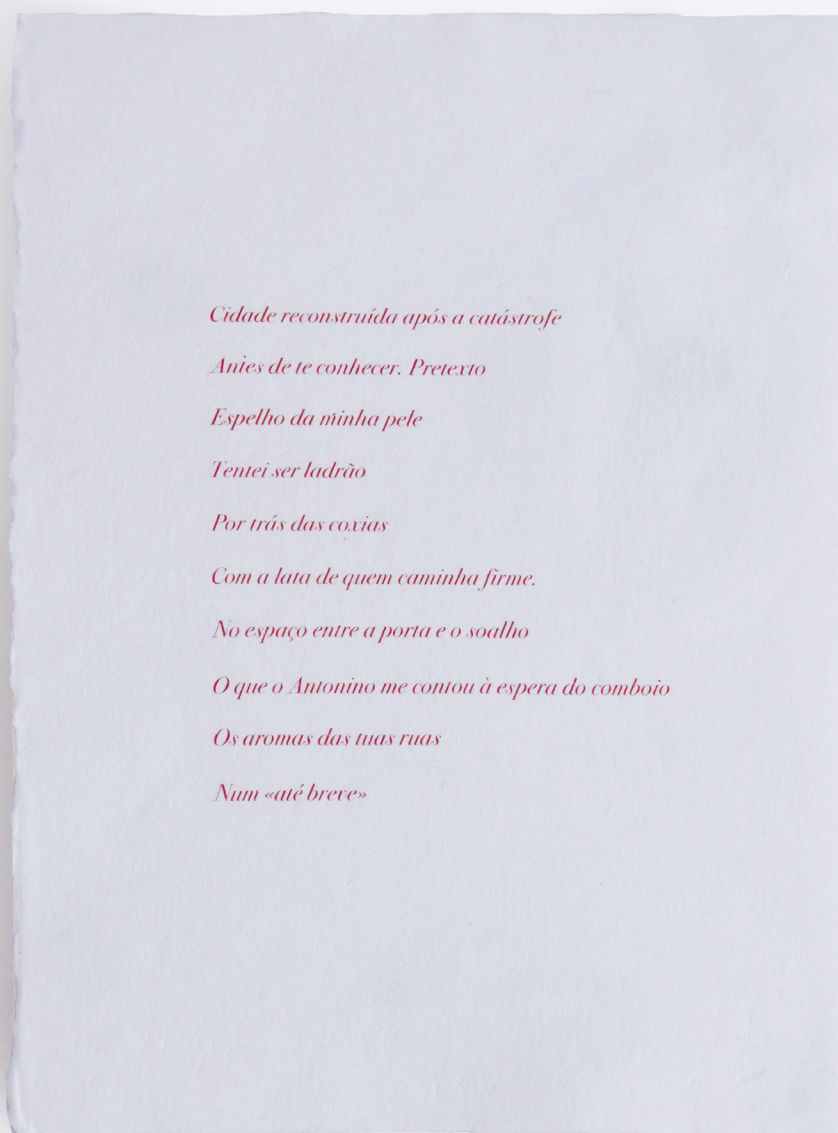 Cidade reconstruída após a catástrofe
Antes de te conhecer. Pretexto
Espelho da minha pele
Tentei ser ladrão
Por trás das coxias
Com a lata de quem caminha firme.
No espaço entre a porta e o soalho
O que o Antonino me contou à espera do comboio
Os aromas das tuas ruas
Num «até breve»